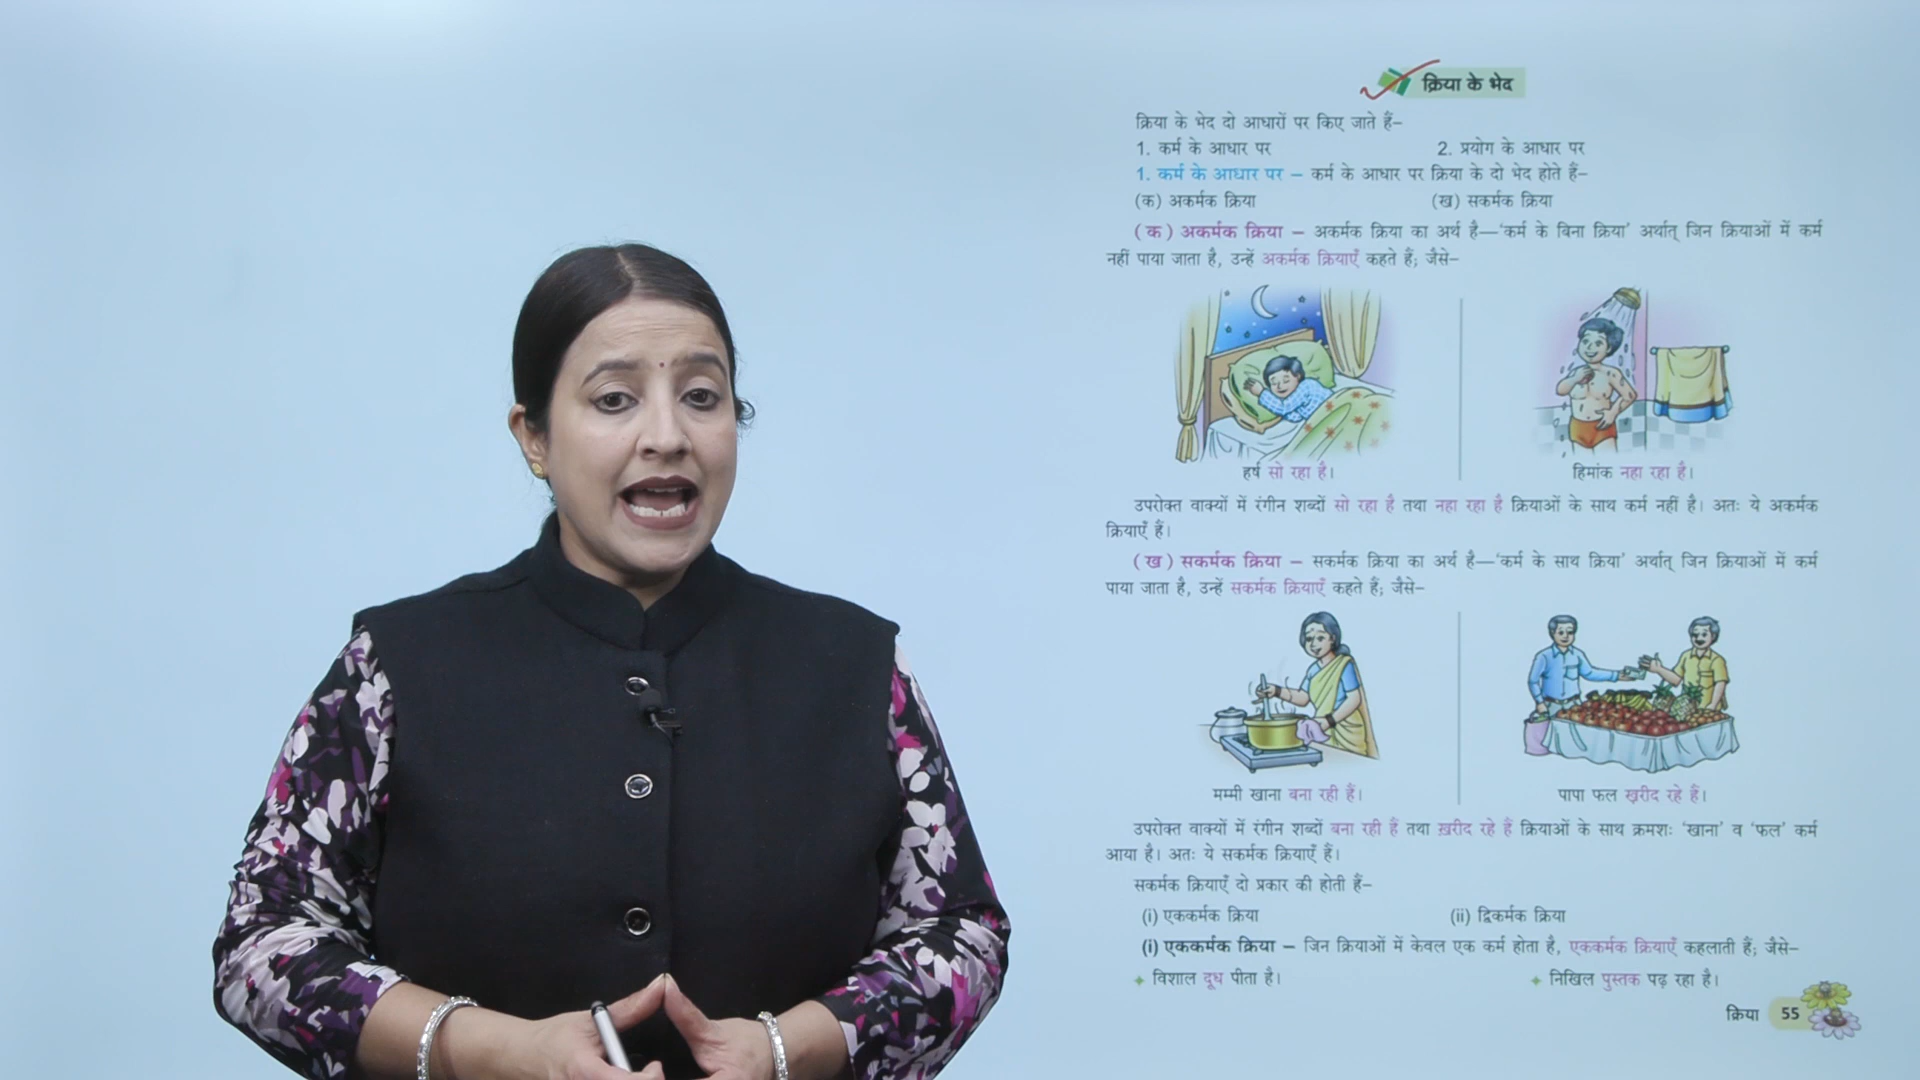 क्रिया के भेद
क्रिया के भेद दो आधारों पर किए जाते हैं–
1. कर्म के आधार पर 2. प्रयोग के आधार पर
1. कर्म के आधार पर – कर्म के आधार पर क्रिया के दो भेद होते हैं–
(क) अकर्मक क्रिया (ख) सकर्मक क्रिया
(क) अकर्मक क्रिया – अकर्मक क्रिया का अर्थ है—‘कर्म के बिना क्रिया’ अर्थात् जिन क्रियाओं में कर्म
नहीं पाया जाता है, उन्हें अकर्मक क्रियाएँ कहते हैं; जैसे–
हर्ष सो रहा है। हिमांक नहा रहा है।
उपरोक्त वाक्यों में रंगीन शब्दों सो रहा है तथा नहा रहा है क्रियाओं के साथ कर्म नहीं है। अतः ये अकर्मक
क्रियाएँ हैं।
(ख) सकर्मक क्रिया – सकर्मक क्रिया का अर्थ है—‘कर्म के साथ क्रिया’ अर्थात् जिन क्रियाओं में कर्म
पाया जाता है, उन्हें सकर्मक क्रियाएँ कहते हैं; जैसे–
मम्मी खाना बना रही हैं। पापा फल ख़रीद रहे हैं।
उपरोक्त वाक्यों में रंगीन शब्दों बना रही हैं तथा ख़रीद रहे हैं क्रियाओं के साथ क्रमशः ‘खाना’ व ‘फल’ कर्म
आया है। अतः ये सकर्मक क्रियाएँ हैं।
सकर्मक क्रियाएँ दो प्रकार की होती हैं–
(i) एककर्मक क्रिया (ii) द्विकर्मक क्रिया
(i) एककर्मक क्रिया – जिन क्रियाओं में केवल एक कर्म होता है, एककर्मक क्रियाएँ कहलाती हैं; जैसे–
विशाल दूध पीता है। निखिल पुस्तक पढ़ रहा है।
क्रिया 55